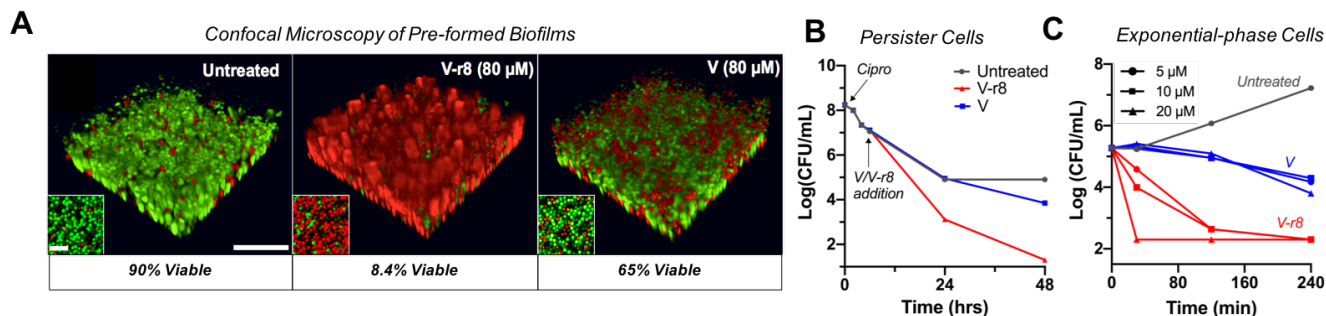 A
Confocal Microscopy of Pre-formed Biofilms
Untreated
V-r8 (80 µM)
V (80 µM)
90% Viable
8.4% Viable
65% Viable
B
Persister Cells
Log(CFU/mL)
10
8
6
4
2
Cipro
Untreated
V-r8
V
V/V-r8
addition
0
24
48
Time (hrs)
C
Exponential-phase Cells
Log (CFU/mL)
8
6
4
2
5 µM
10 µM
20 µM
Untreated
V
V-r8
0
80
160
240
Time (min)